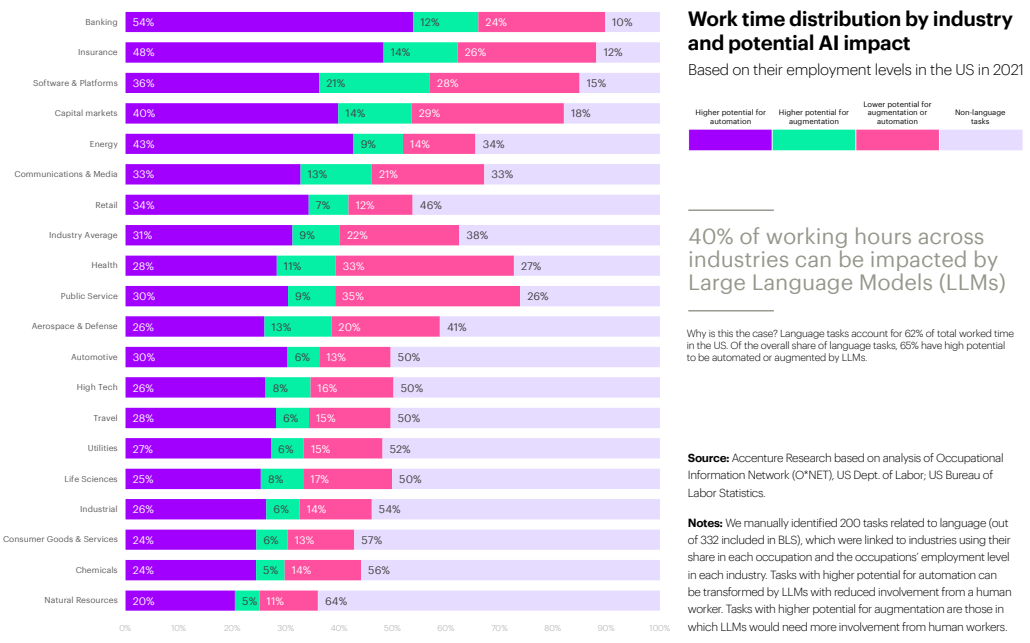 Banking 54% 12% 24% 10%
Insurance 48% 14% 26% 12%
Software & Platforms 36% 21% 28% 15%
Capital markets 40% 14% 29% 18%
Energy 43% 9% 14% 34%
Communications & Media 33% 13% 21% 33%
Retail 34% 7% 12% 46%
Industry Average 31% 9% 22% 38%
Health 28% 11% 33% 27%
Public Service 30% 9% 35% 26%
Aerospace & Defense 26% 13% 20% 41%
Automotive 30% 6% 13% 50%
High Tech 26% 8% 16% 50%
Travel 28% 6% 15% 50%
Utilities 27% 6% 15% 52%
Life Sciences 25% 8% 17% 50%
Industrial 26% 6% 14% 54%
Consumer Goods & Services 24% 6% 13% 57%
Chemicals 24% 5% 14% 56%
Natural Resources 20% 5% 11% 64%
0% 10% 20% 30% 40% 50% 60% 70% 80% 90% 100%
Work time distribution by industry
and potential AI impact
Based on their employment levels in the US in 2021
Higher potential for
automation
Higher potential for
augmentation
Lower potential for
augmentation or
automation
Non-language
tasks
40% of working hours across
industries can be impacted by
Large Language Models (LLMs)
Why is this the case? Language tasks account for 62% of total worked time
in the US. Of the overall share of language tasks, 65% have high potential
to be automated or augmented by LLMs.
Source: Accenture Research based on analysis of Occupational
Information Network (O*NET), US Dept. of Labor; US Bureau of
Labor Statistics.
Notes: We manually identified 200 tasks related to language (out
of 332 included in BLS), which were linked to industries using their
share in each occupation and the occupations' employment level
in each industry. Tasks with higher potential for automation can
be transformed by LLMs with reduced involvement from a human
worker. Tasks with higher potential for augmentation are those in
which LLMs would need more involvement from human workers.